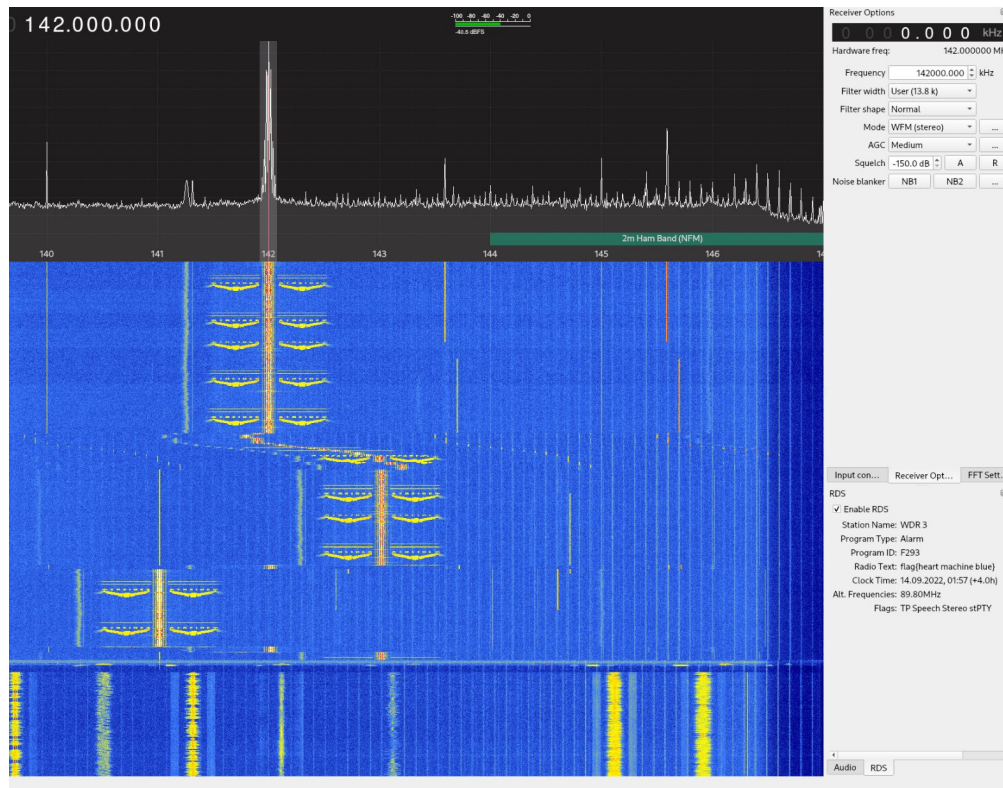 142.000.000
-100 -80 -60 -40 -20 0
-40.5 dBFS
2m Ham Band (NFM)
140 141 142 143 144 145 146
Receiver Options
0 0 0 0.000 kHz
Hardware freq: 142.000000 MH
Frequency 142000.000 kHz
Filter width User (13.8 k)
Filter shape Normal
Mode WFM (stereo) ...
AGC Medium ...
Squelch -150.0 dB A R
Noise blanker NB1 NB2 ...
Input con... Receiver Opt... FFT Sett...
RDS
Enable RDS
Station Name: WDR 3
Program Type: Alarm
Program ID: F293
Radio Text: flag{heart machine blue}
Clock Time: 14.09.2022, 01:57 (+4.0h)
Alt. Frequencies: 89.80MHz
Flags: TP Speech Stereo stPTY
Audio RDS